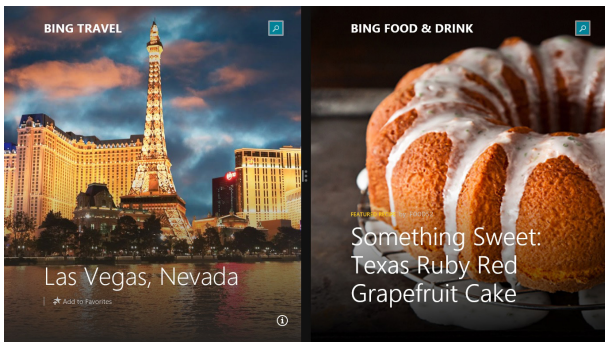 BING TRAVEL
Las Vegas, Nevada
Add to Favorites
BING FOOD & DRINK
Something Sweet:
Texas Ruby Red
Grapefruit Cake